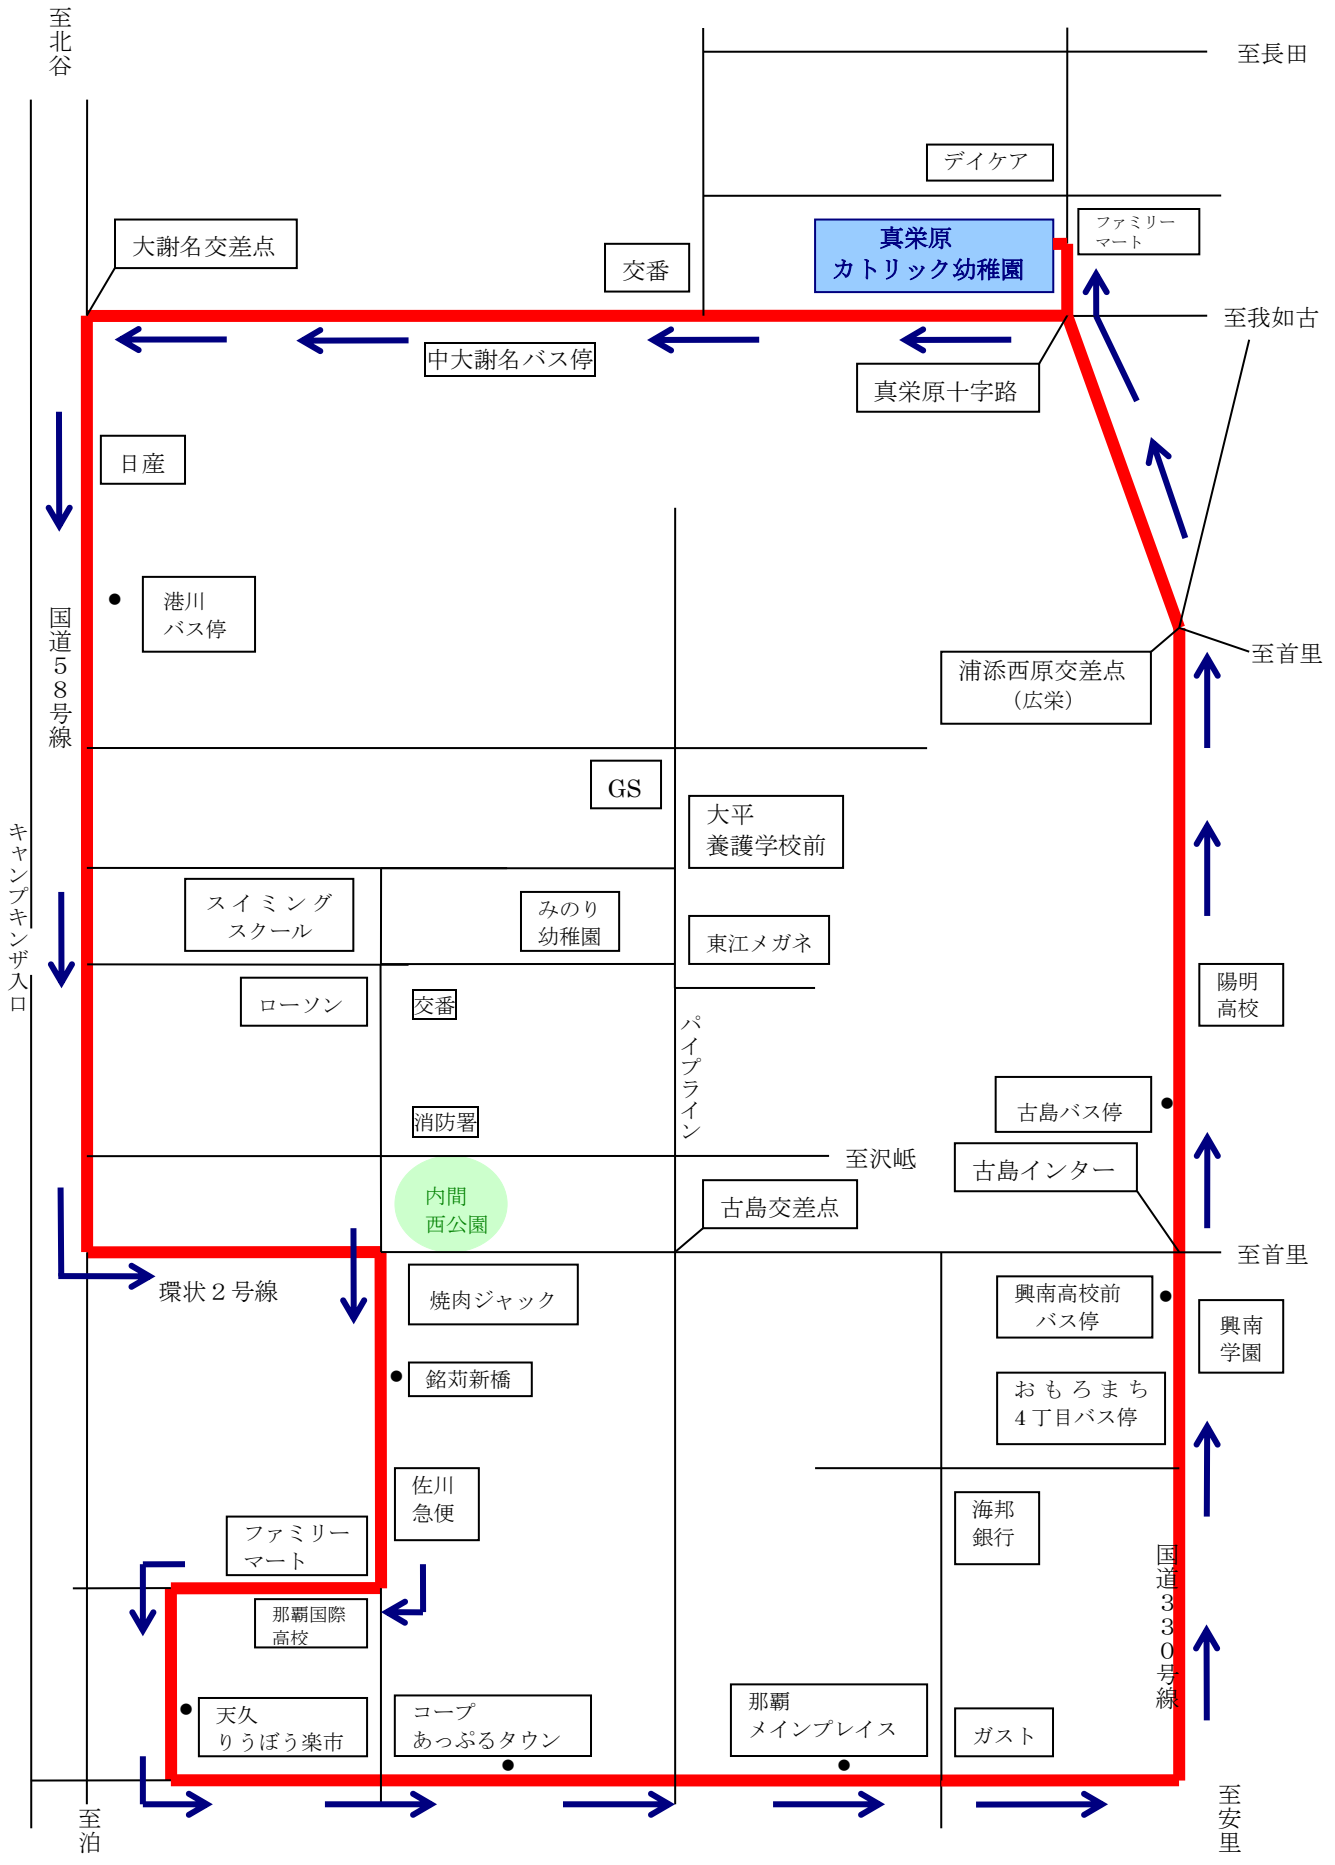 至北谷
至長田
デイケア
ファミリー
マート
真栄原
カトリック幼稚園
大謝名交差点
交番
至我如古
中大謝名バス停
真栄原十字路
日産
港川
バス停
国道５８号線
至首里
浦添西原交差点
（広栄）
GS
大平
養護学校前
キャンプキンザ入口
スイミング
スクール
みのり
幼稚園
東江メガネ
ローソン
交番
陽明
高校
パイプライン
古島バス停
消防署
至沢岻
古島インター
内間
西公園
古島交差点
至首里
環状２号線
焼肉ジャック
興南高校前
バス停
興南
学園
銘苅新橋
おもろまち
4丁目バス停
佐川
急便
海邦
銀行
ファミリー
マート
国道３３０号線
那覇国際
高校
天久
りうぼう楽市
コープ
あっぷるタウン
那覇
メインプレイス
ガスト
至泊
至安里